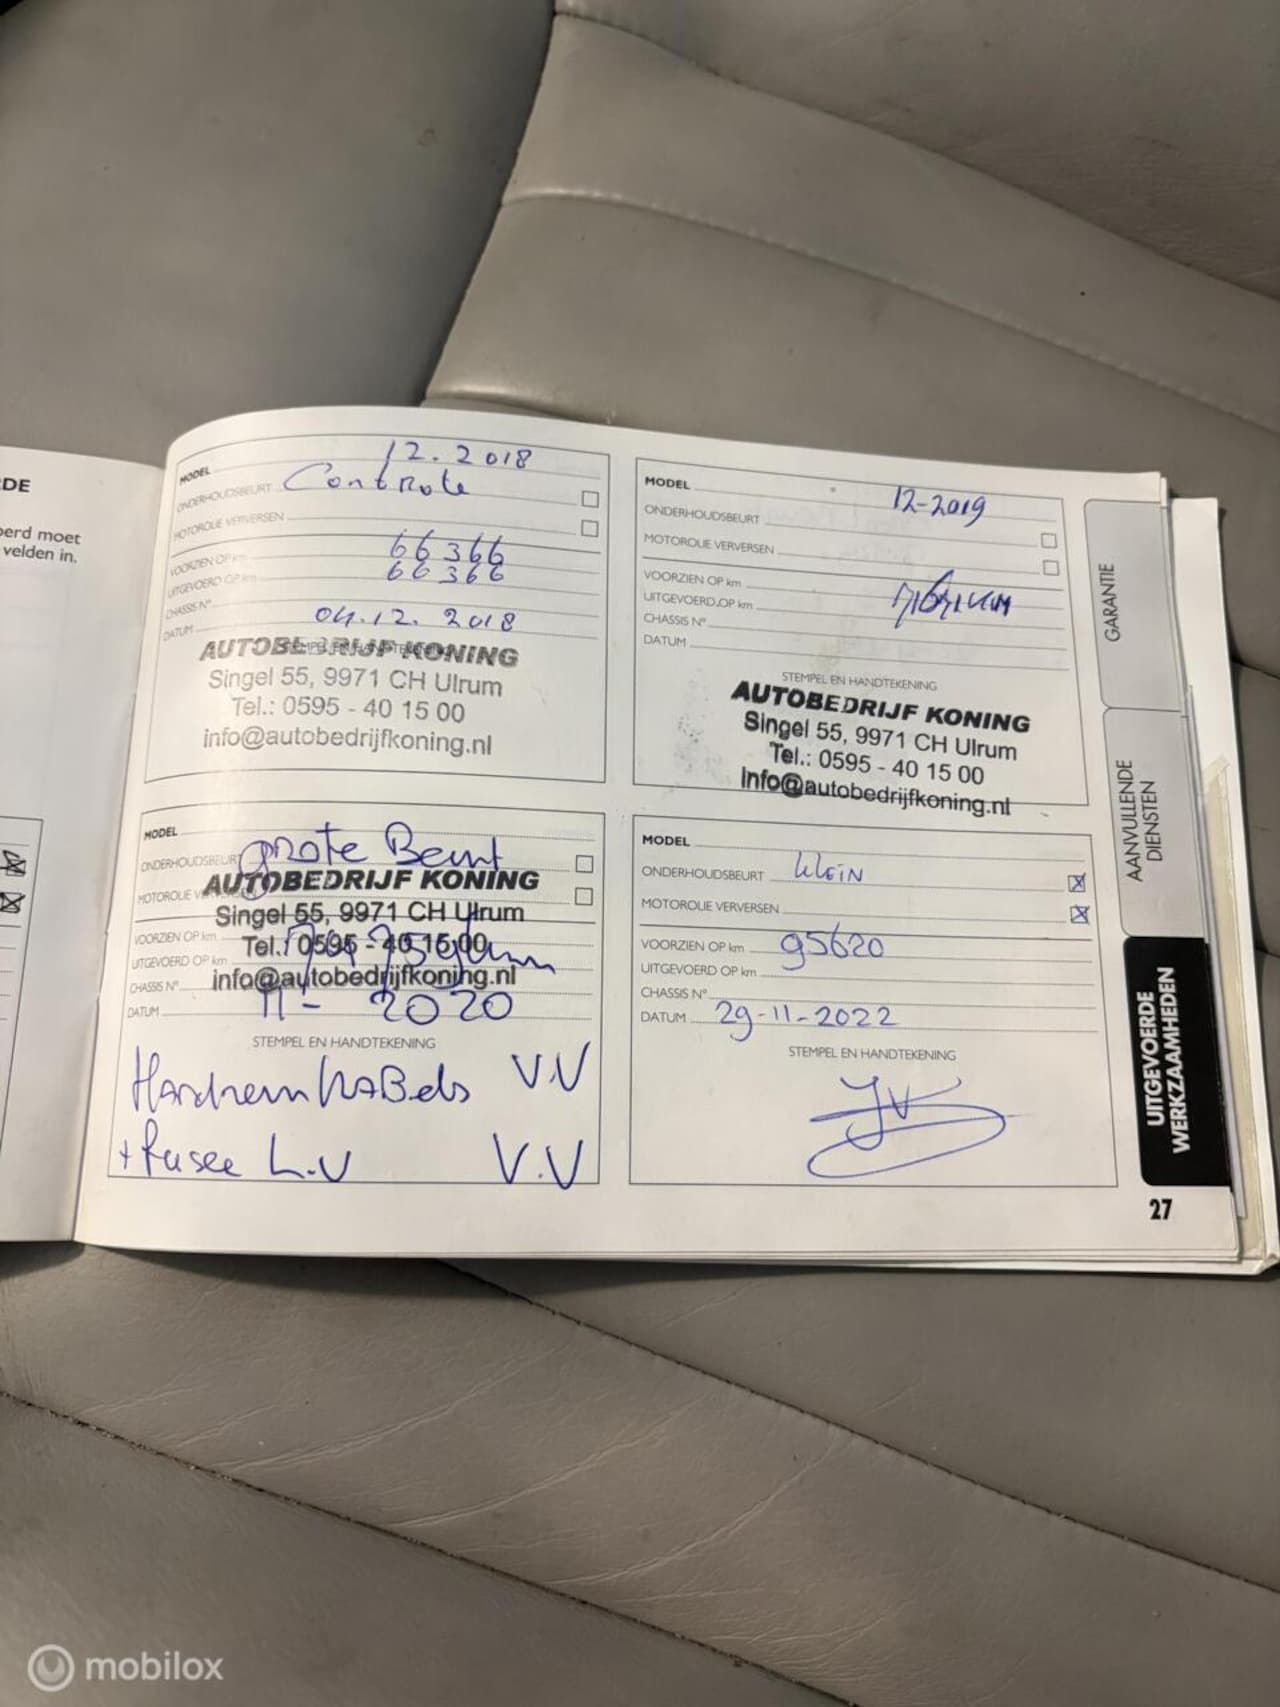 DE
oerd moet
velden in.
12.2018
MODEL
Controle
ONDERHOUDSBEURT
MOTOROLIE VERVERSEN
66366
VOORZIEN OP km
66366
UITGEVOERD OP km
CHASSIS N°
04.12.2018
DATUM
STEMPEL EN HANDTEKENING
AUTOBEDRIJF KONING
Singel 55, 9971 CH Ulrum
Tel.: 0595 - 40 15 00
info@autobedrijfkoning.nl
MODEL
12-2019
ONDERHOUDSBEURT
MOTOROLIE VERVERSEN
VOORZIEN OP km
UITGEVOERD OP km
CHASSIS N°
DATUM
STEMPEL EN HANDTEKENING
AUTOBEDRIJF KONING
Singel 55, 9971 CH Ulrum
Tel.: 0595 - 40 15 00
info@autobedrijfkoning.nl
MODEL
grote Beurt
ONDERHOUDSBEURT
AUTOBEDRIJF KONING
MOTOROLIE VERVERSEN
Singel 55, 9971 CH Ulrum
VOORZIEN OP km
Tel.: 0595 - 40 15 00
UITGEVOERD OP km
info@autobedrijfkoning.nl
CHASSIS N°
DATUM 11- 2020
STEMPEL EN HANDTEKENING
V.V
+ L.V V.V
MODEL
ONDERHOUDSBEURT klein
MOTOROLIE VERVERSEN
VOORZIEN OP km 95620
UITGEVOERD OP km
CHASSIS N°
DATUM 29-11-2022
STEMPEL EN HANDTEKENING
GARANTIE
AANVULLENDE
DIENSTEN
UITGEVOERDE
WERKZAAMHEDEN
27
mobilox